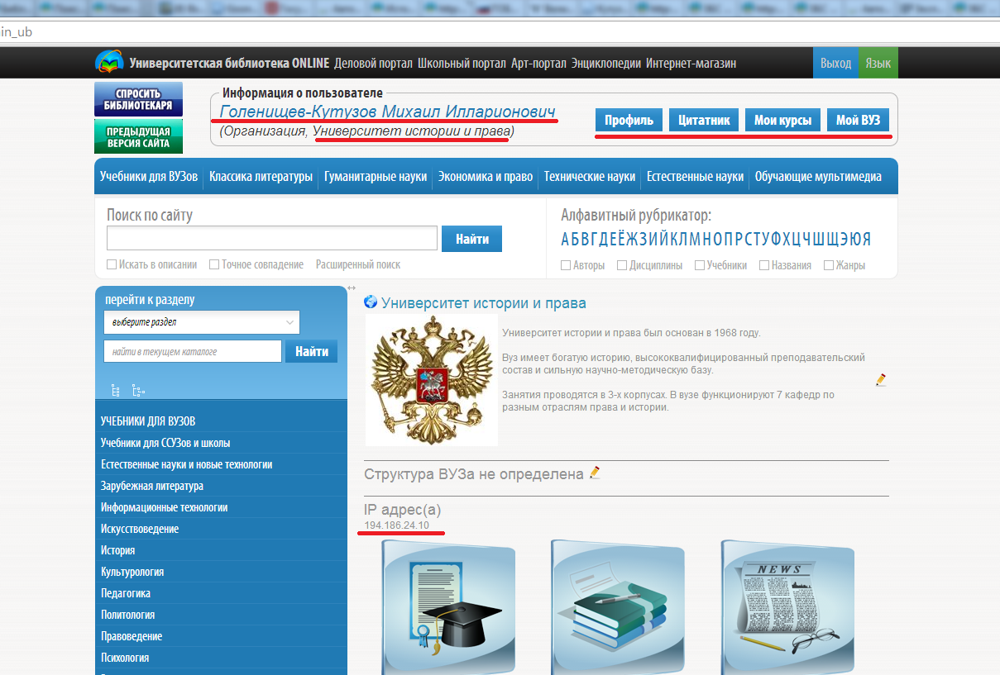 in_ub
Университетская библиотека ONLINE Деловой портал Школьный портал Арт-портал Энциклопедии Интернет-магазин Выход Язык
СПРОСИТЬ
БИБЛИОТЕКАРЯ
ПРЕДЫДУЩАЯ
ВЕРСИЯ САЙТА
Информация о пользователе
Голенищев-Кутузов Михаил Илларионович
(Организация, Университет истории и права)
Профиль Цитатник Мои курсы Мой ВУЗ
Учебники для ВУЗов Классика литературы Гуманитарные науки Экономика и право Технические науки Естественные науки Обучающие мультимедиа
Поиск по сайту
Найти
Искать в описании Точное совпадение Расширенный поиск
Алфавитный рубрикатор:
АБВГДЕЁЖЗИЙКЛМНОПРСТУФХЦЧШЩЭЮЯ
Авторы Дисциплины Учебники Названия Жанры
перейти к разделу
выберите раздел
найти в текущем каталоге Найти
УЧЕБНИКИ ДЛЯ ВУЗОВ
Учебники для ССУЗов и школы
Естественные науки и новые технологии
Зарубежная литература
Информационные технологии
Искусствоведение
История
Культурология
Педагогика
Политология
Правоведение
Психология
Университет истории и права
Университет истории и права был основан в 1968 году.
Вуз имеет богатую историю, высококвалифицированный преподавательский
состав и сильную научно-методическую базу.
Занятия проводятся в 3-х корпусах. В вузе функционируют 7 кафедр по
разным отраслям права и истории.
Структура ВУЗа не определена
IP адрес(а)
194.186.24.10
NEWS